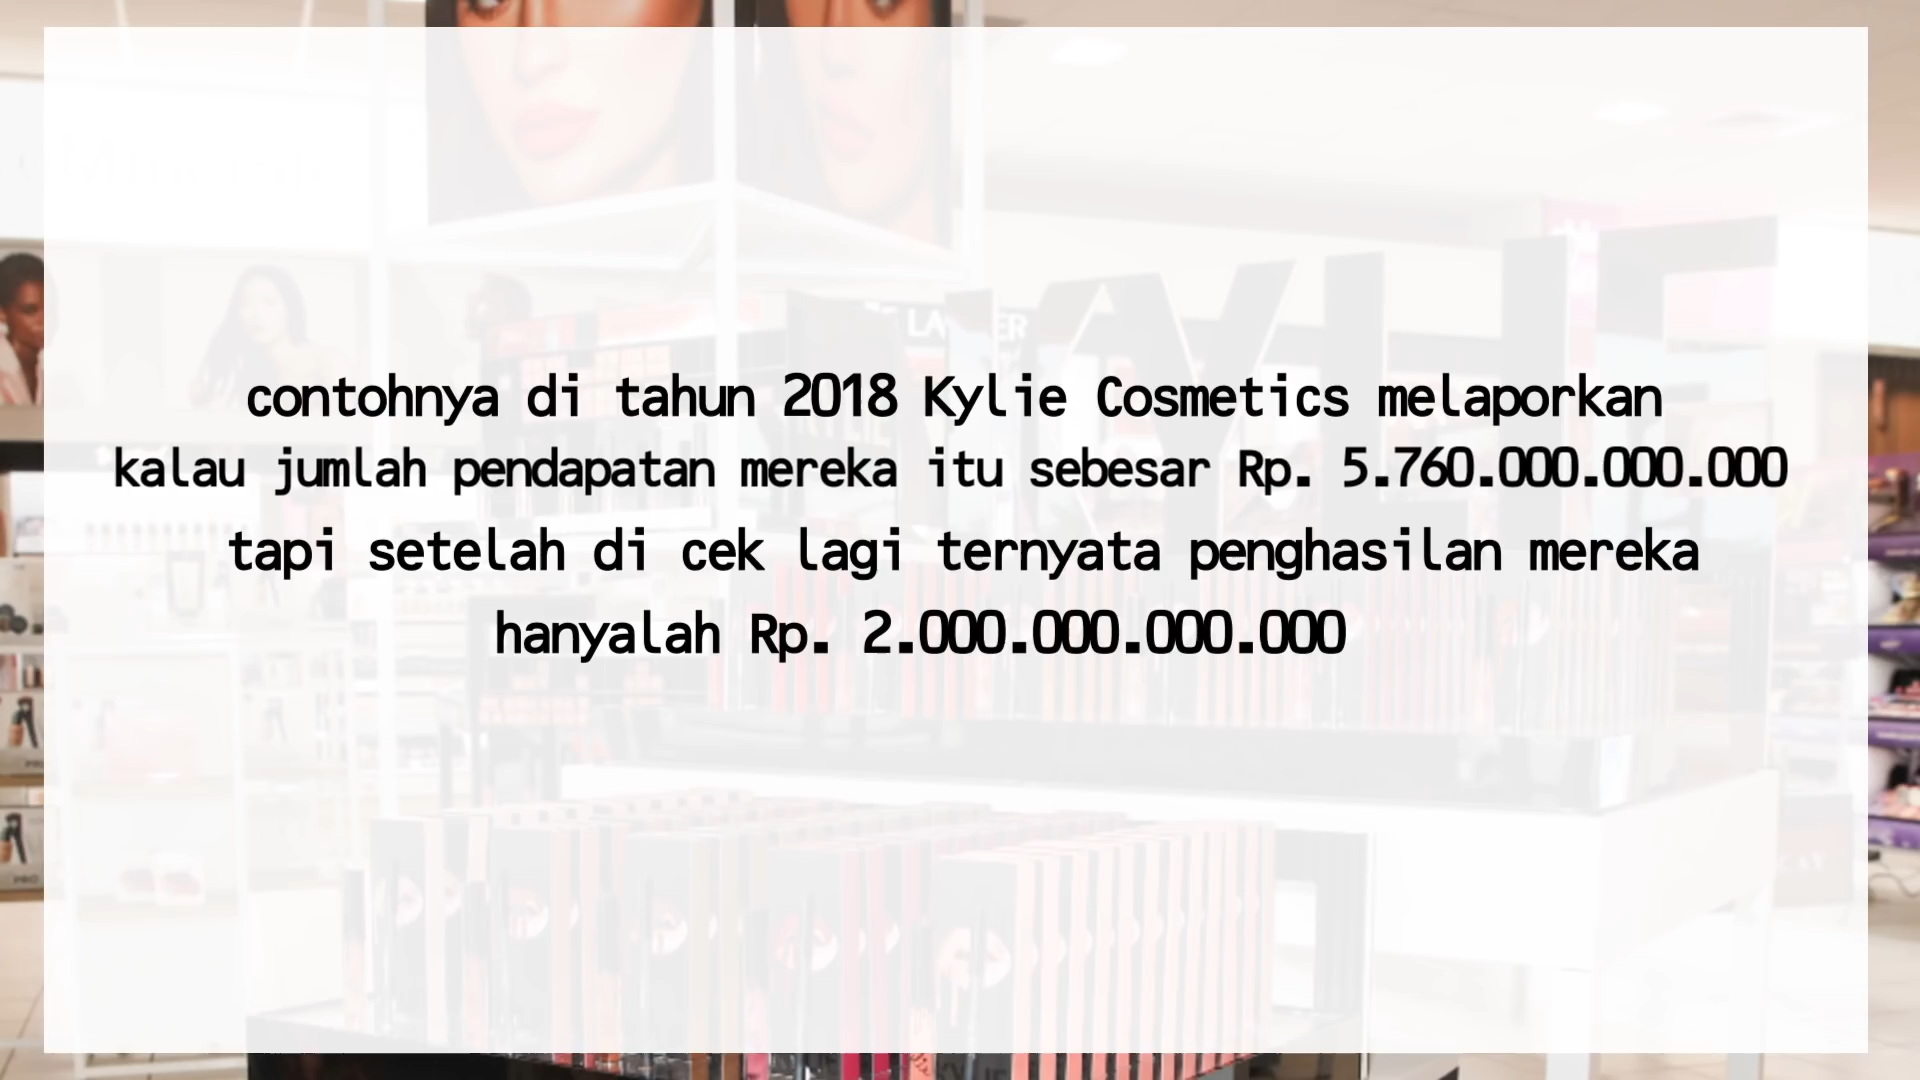 contohnya di tahun 2018 Kylie Cosmetics melaporkan
kalau jumlah pendapatan mereka itu sebesar Rp. 5.760.000.000.000
tapi setelah di cek lagi ternyata penghasilan mereka
hanyalah Rp. 2.000.000.000.000